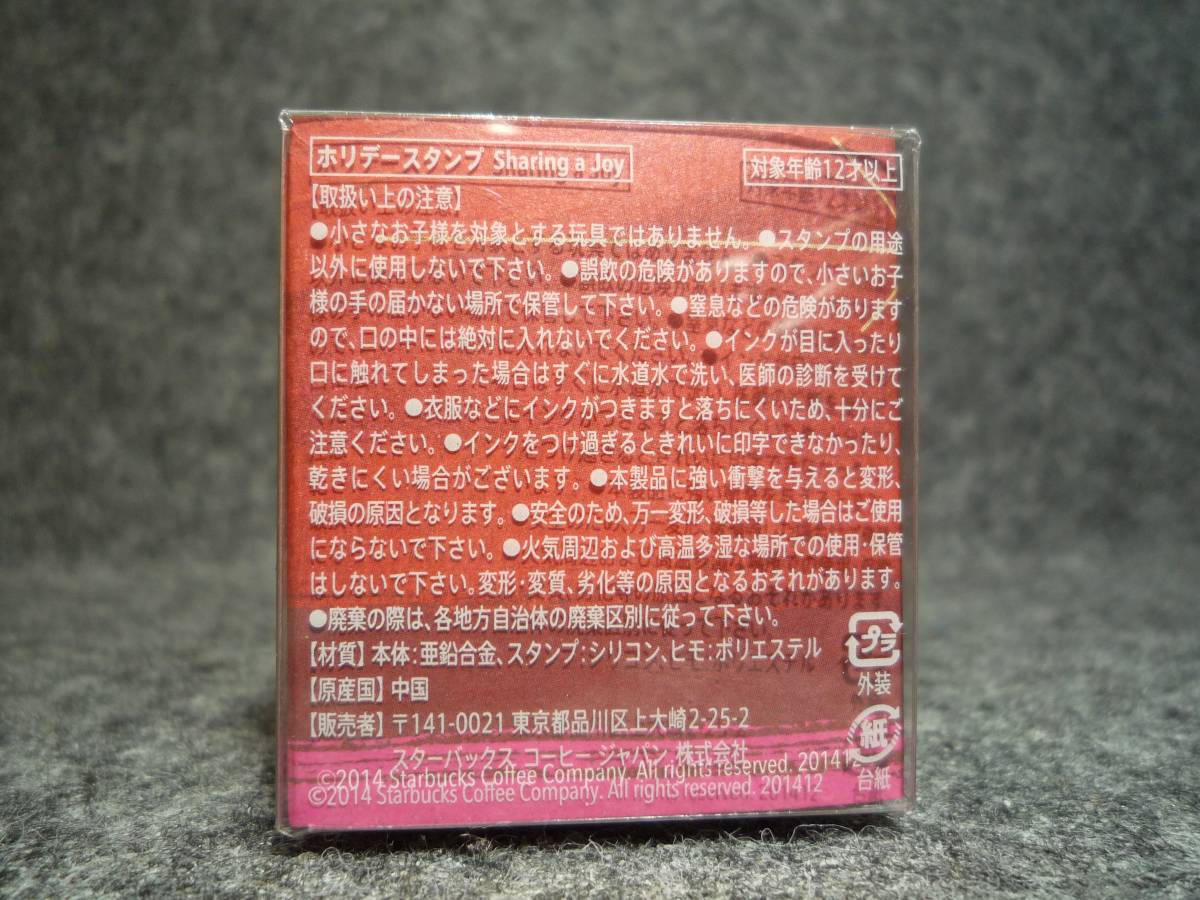 ホリデースタンプ Sharing a Joy
対象年齢12才以上
【取扱い上の注意】
●小さなお子様を対象とする玩具ではありません。●スタンプの用途
以外に使用しないで下さい。●誤飲の危険がありますので、小さいお子
様の手の届かない場所で保管して下さい。●窒息などの危険があります
ので、口の中には絶対に入れないでください。●インクが目に入ったり
口に触れてしまった場合はすぐに水道水で洗い、医師の診断を受けて
ください。●衣服などにインクがつきますと落ちにくいため、十分にご
注意ください。●インクをつけ過ぎるときれいに印字できなかったり、
乾きにくい場合がございます。●本製品に強い衝撃を与えると変形、
破損の原因となります。●安全のため、万一変形、破損等した場合はご使用
にならないで下さい。●火気周辺および高温多湿な場所での使用・保管
はしないで下さい。変形・変質、劣化等の原因となるおそれがあります。
●廃棄の際は、各地方自治体の廃棄区別に従って下さい。
【材質】本体:亜鉛合金、スタンプ:シリコン、ヒモ:ポリエステル
【原産国】中国
【販売者】〒141-0021 東京都品川区上大崎2-25-2
スターバックス コーヒー ジャパン 株式会社
©2014 Starbucks Coffee Company. All rights reserved. 201412
プラ
外装
紙
台紙